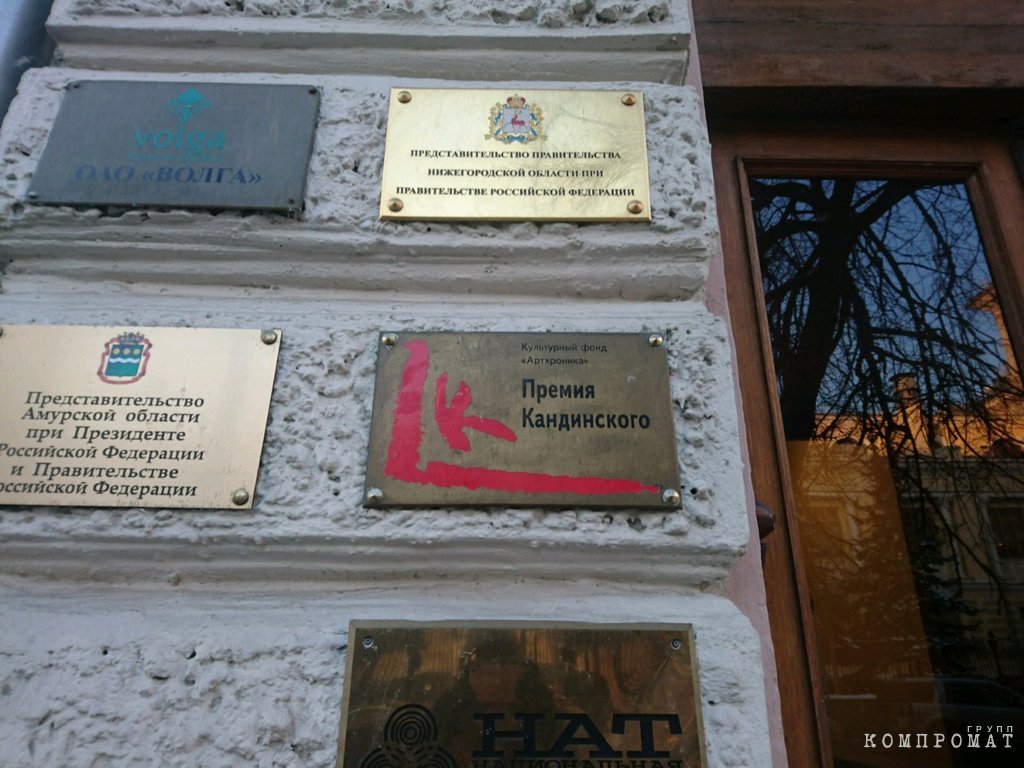 volga
ОАО «ВОЛГА»
ПРЕДСТАВИТЕЛЬСТВО ПРАВИТЕЛЬСТВА
НИЖЕГОРОДСКОЙ ОБЛАСТИ ПРИ
ПРАВИТЕЛЬСТВЕ РОССИЙСКОЙ ФЕДЕРАЦИИ
Представительство
Амурской области
при Президенте
Российской Федерации
и Правительстве
оссийской Федерации
Культурный фонд
«Артхроника»
Премия
Кандинского
НАТ
НАЦИОНАЛЬНАЯ
ГРУПП
КОМПРОМАТ